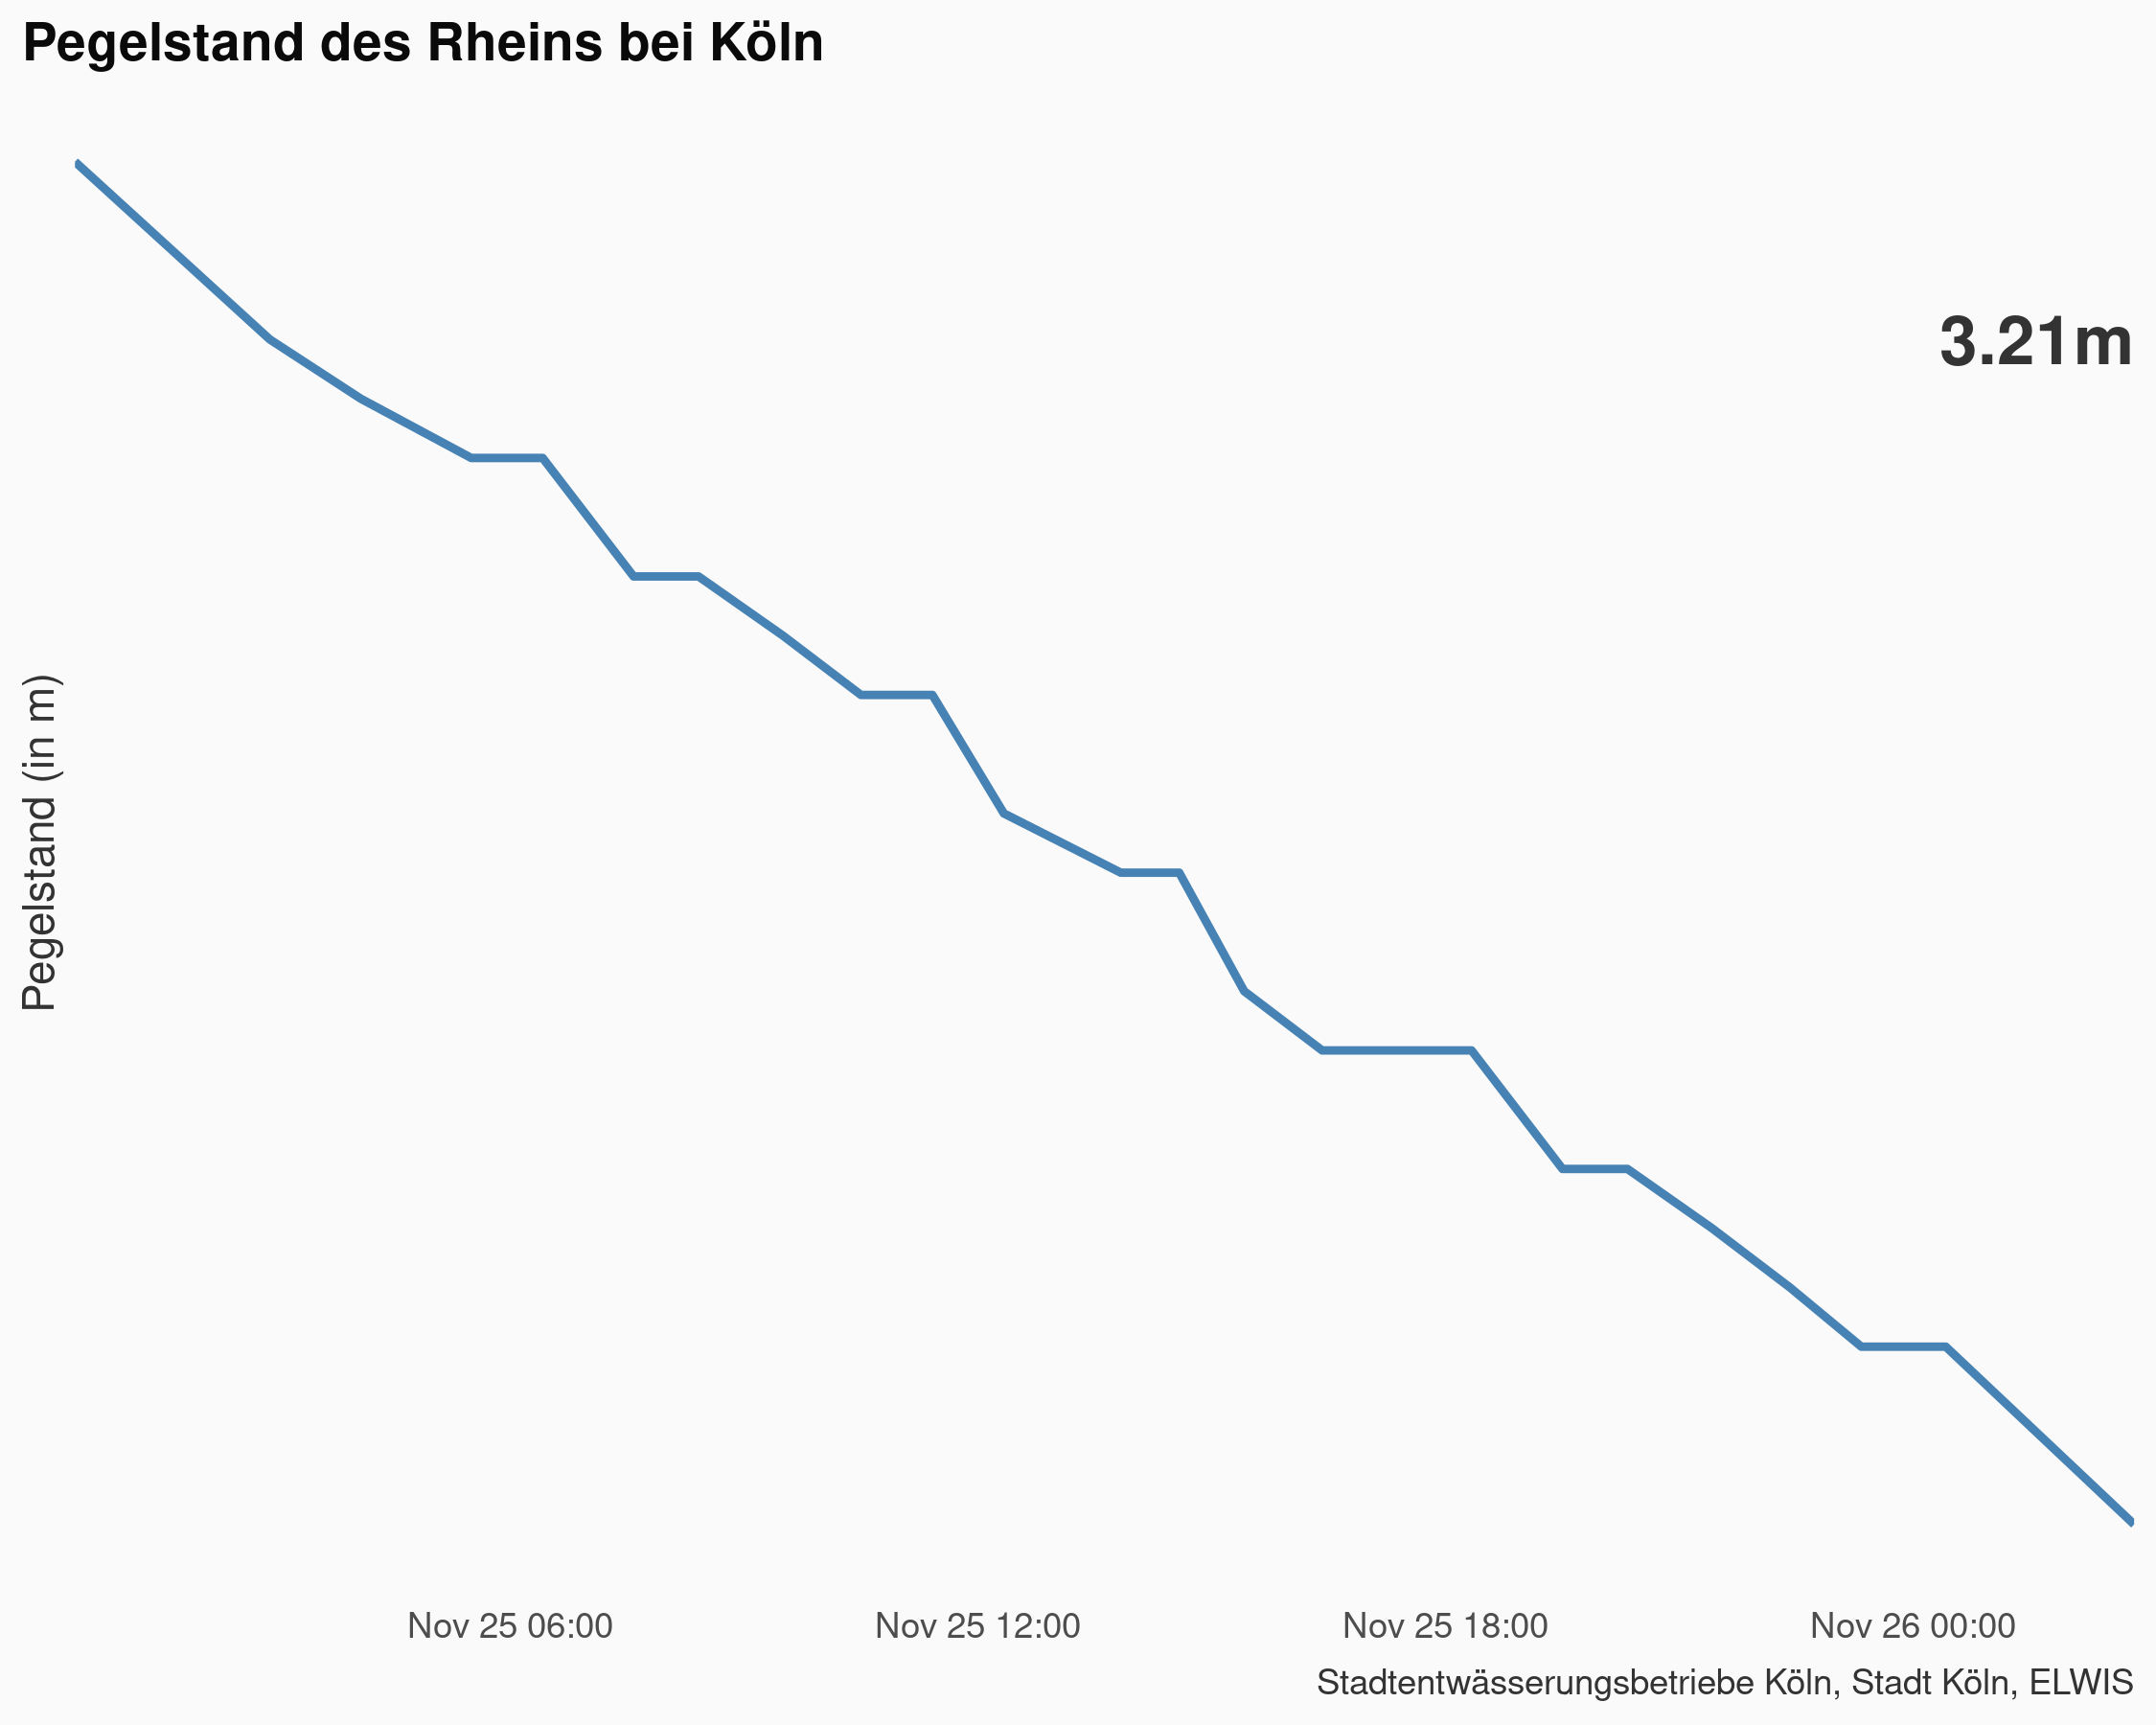 Pegelstand des Rheins bei Köln
3.21m
Pegelstand (in m)
Nov 25 06:00
Nov 25 12:00
Nov 25 18:00
Nov 26 00:00
Stadtentwässerungsbetriebe Köln, Stadt Köln, ELWIS